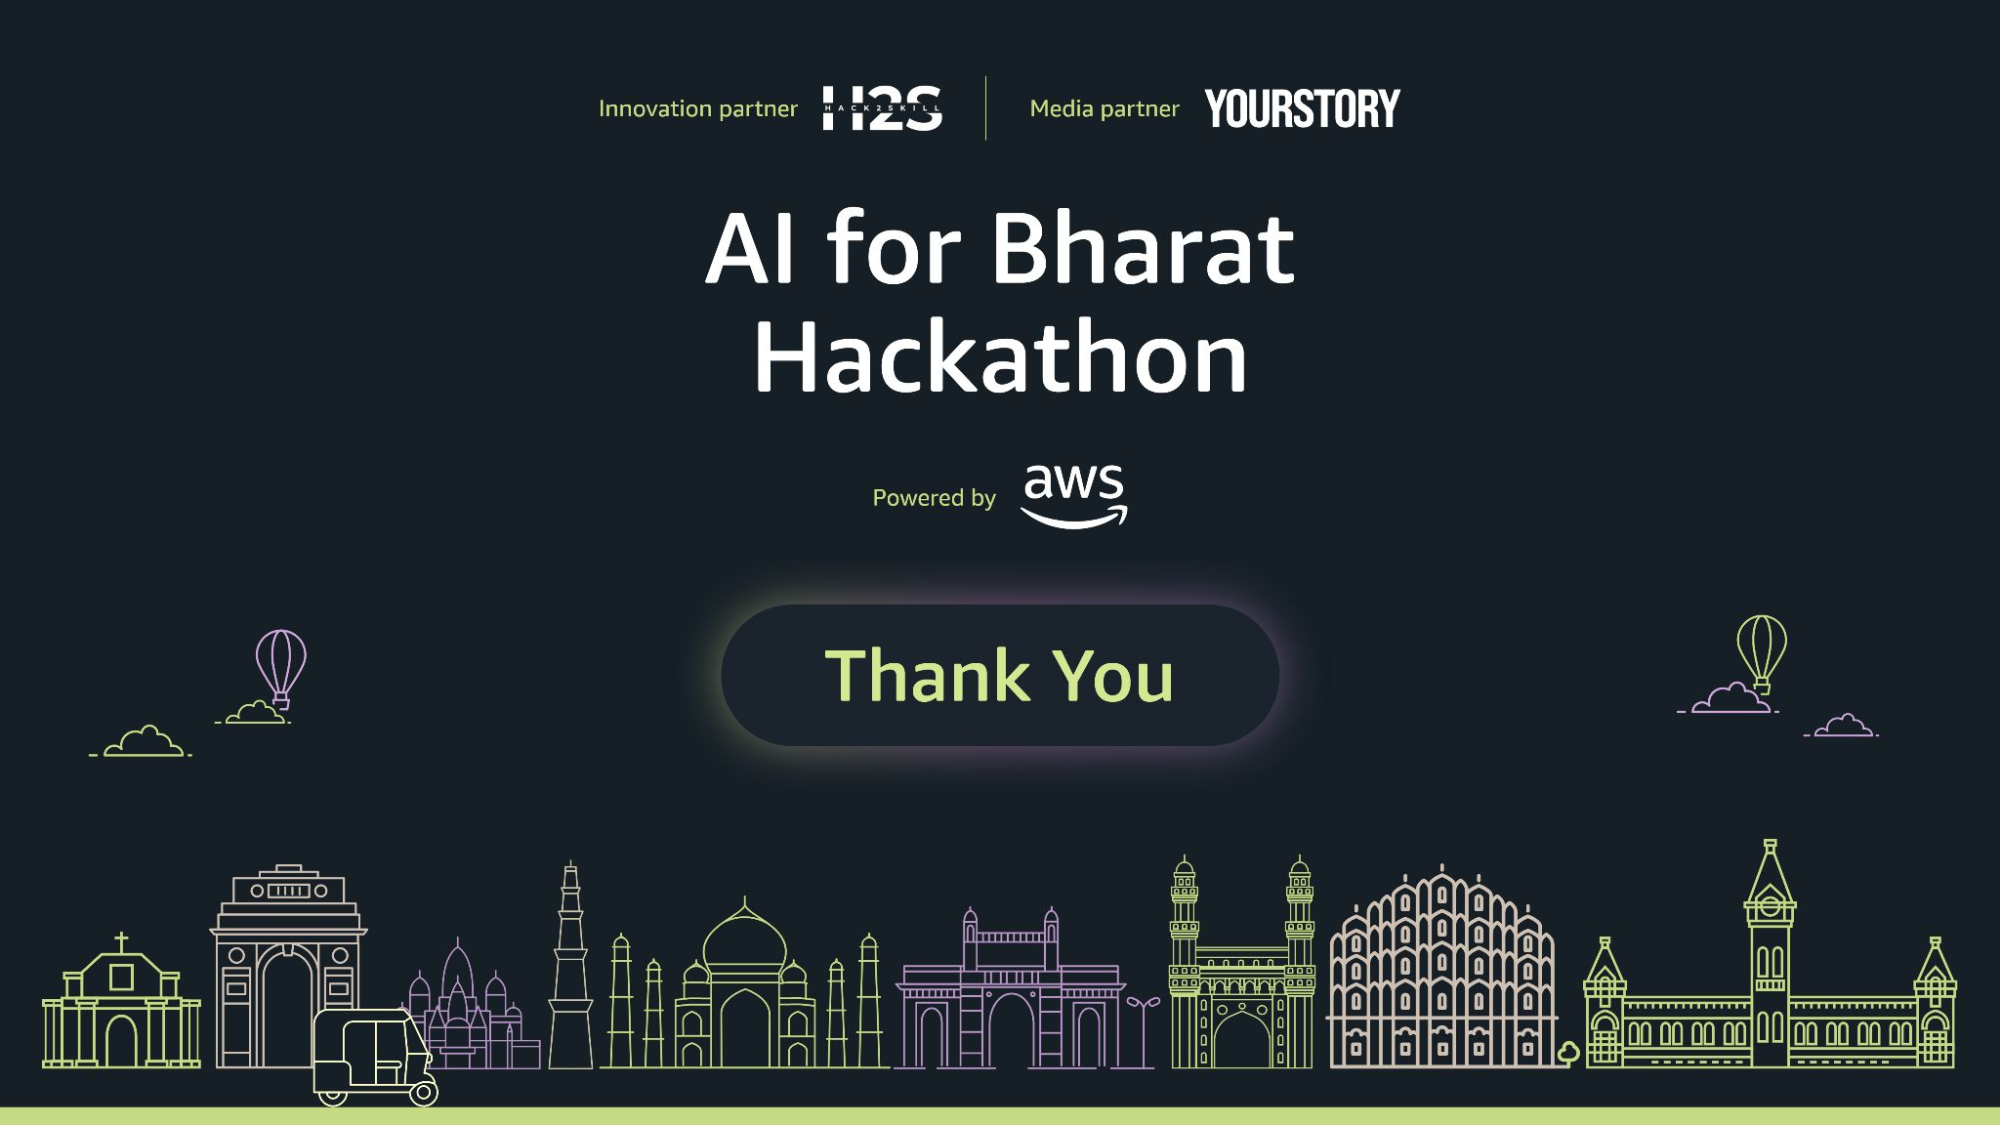 Innovation partner H2S HACK2SKILL Media partner YOURSTORY
AI for Bharat
Hackathon
Powered by aws
Thank You